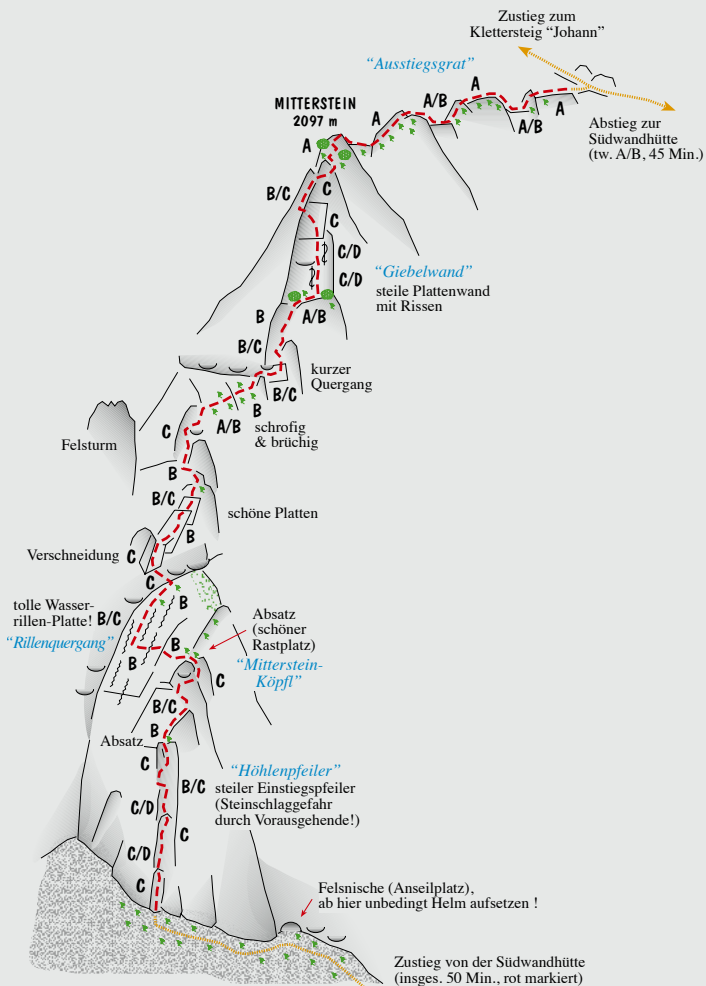 Zustieg zum
Klettersteig “Johann”
“Ausstiegsgrat”
A
A/B
A
MITTERSTEIN
2097 m
A
A/B
A
Abstieg zur
Südwandhütte
(tw. A/B, 45 Min.)
A
B/C
C
C
C/D
“Giebelwand”
C/D
steile Plattenwand
mit Rissen
B
A/B
B/C
kurzer
Quergang
B/C
B
A/B
schrofig
& brüchig
C
Felsturm
B
B/C
schöne Platten
B
Verschneidung
C
C
B
tolle Wasser-
rillen-Platte!
B/C
“Rillenquergang”
Absatz
(schöner
Rastplatz)
B
B
“Mitterstein-
Köpfl”
C
B/C
B
Absatz
C
“Höhlenpfeiler”
B/C
steiler Einstiegspfeiler
(Steinschlaggefahr
durch Vorausgehende!)
C/D
C
C/D
C
Felsnische (Anseilplatz),
ab hier unbedingt Helm aufsetzen !
Zustieg von der Südwandhütte
(insges. 50 Min., rot markiert)